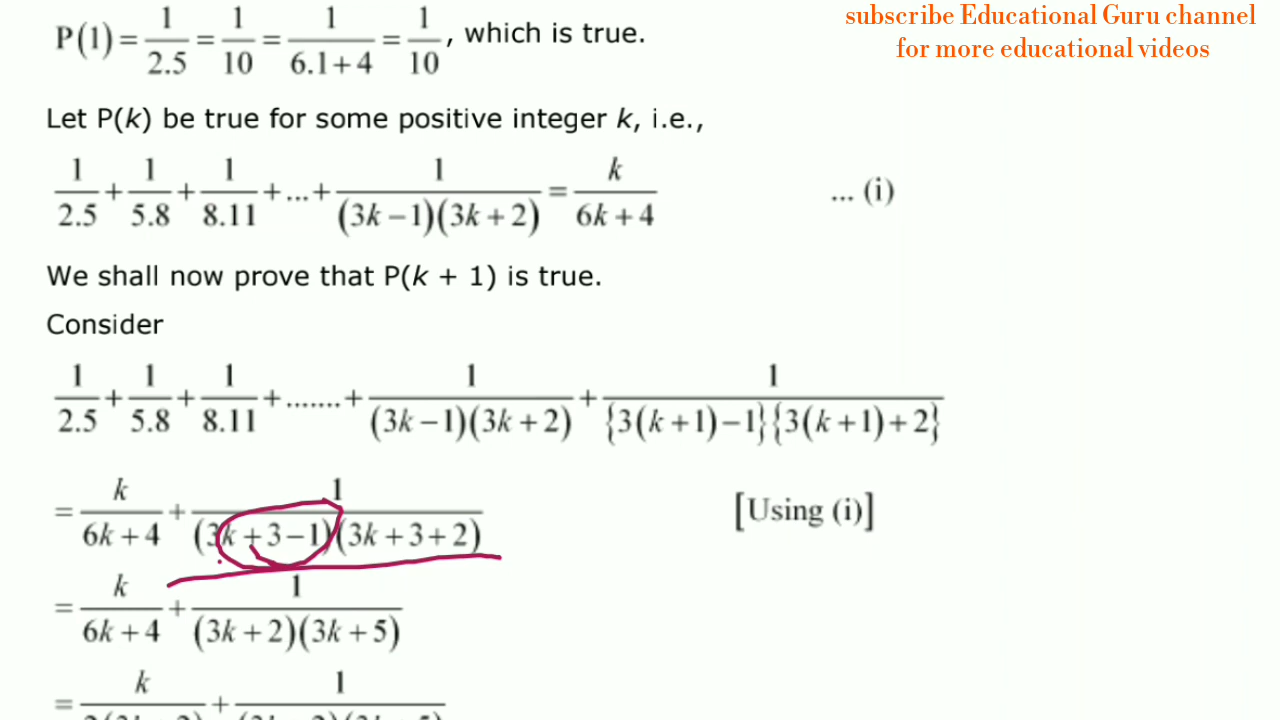 subscribe Educational Guru channel
for more educational videos
P(1) = 1/2.5 = 1/10 = 1/(6.1+4) = 1/10, which is true.
Let P(k) be true for some positive integer k, i.e.,
1/2.5 + 1/5.8 + 1/8.11 + ... + 1/((3k−1)(3k+2)) = k/(6k+4) ... (i)
We shall now prove that P(k + 1) is true.
Consider
1/2.5 + 1/5.8 + 1/8.11 + ....... + 1/((3k−1)(3k+2)) + 1/({3(k+1)−1}{3(k+1)+2})
= k/(6k+4) + 1/((3k+3−1)(3k+3+2)) [Using (i)]
= k/(6k+4) + 1/((3k+2)(3k+5))
= k + 1